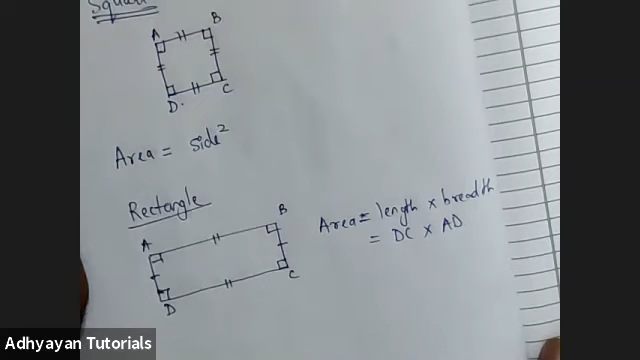 Square
A
B
C
D
Area = side²
Rectangle
A
B
C
D
Area = length × breadth
= DC × AD
Adhyayan Tutorials